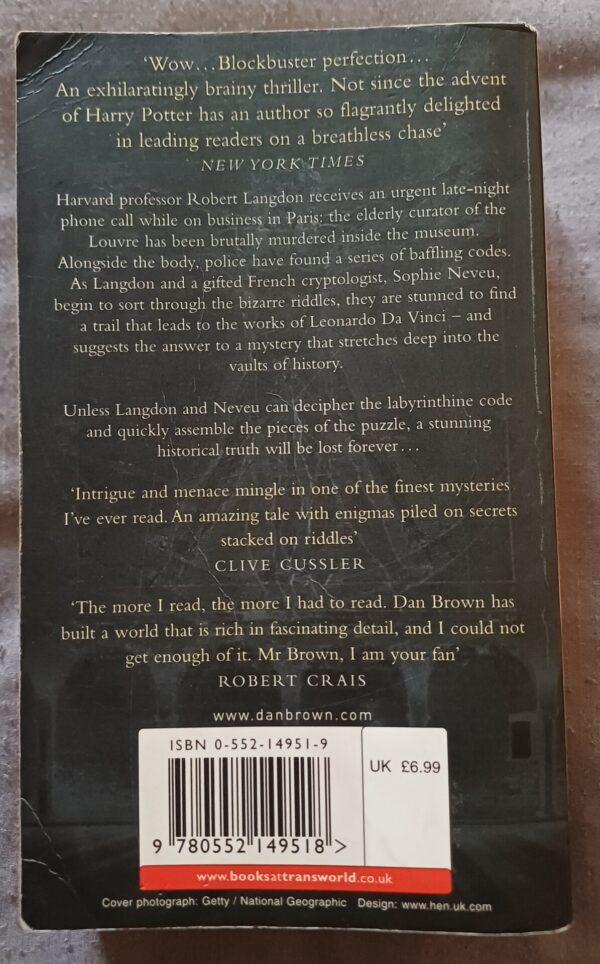 ‘Wow...Blockbuster perfection...
An exhilaratingly brainy thriller. Not since the advent
of Harry Potter has an author so flagrantly delighted
in leading readers on a breathless chase’
NEW YORK TIMES
Harvard professor Robert Langdon receives an urgent late-night
phone call while on business in Paris: the elderly curator of the
Louvre has been brutally murdered inside the museum.
Alongside the body, police have found a series of baffling codes.
As Langdon and a gifted French cryptologist, Sophie Neveu,
begin to sort through the bizarre riddles, they are stunned to find
a trail that leads to the works of Leonardo Da Vinci – and
suggests the answer to a mystery that stretches deep into the
vaults of history.
Unless Langdon and Neveu can decipher the labyrinthine code
and quickly assemble the pieces of the puzzle, a stunning
historical truth will be lost forever...
‘Intrigue and menace mingle in one of the finest mysteries
I’ve ever read. An amazing tale with enigmas piled on secrets
stacked on riddles’
CLIVE CUSSLER
‘The more I read, the more I had to read. Dan Brown has
built a world that is rich in fascinating detail, and I could not
get enough of it. Mr Brown, I am your fan’
ROBERT CRAIS
www.danbrown.com
ISBN 0-552-14951-9
UK £6.99
9 780552 149518 >
www.booksattransworld.co.uk
Cover photograph: Getty / National Geographic Design: www.hen.uk.com